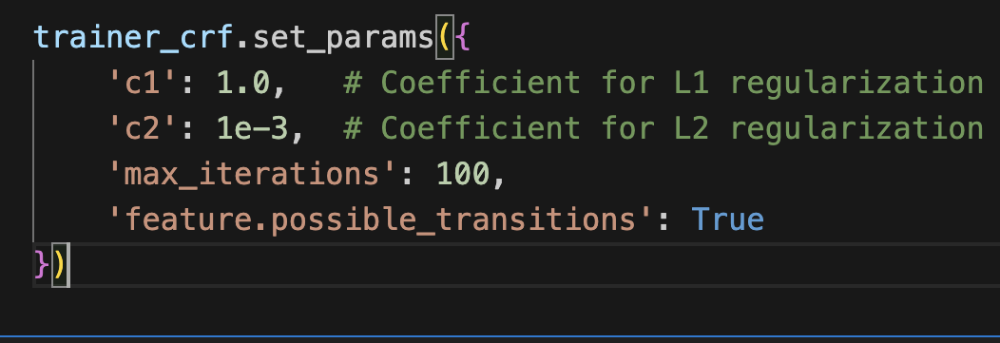 trainer_crf.set_params({
    'c1': 1.0,   # Coefficient for L1 regularization
    'c2': 1e-3,  # Coefficient for L2 regularization
    'max_iterations': 100,
    'feature.possible_transitions': True
})